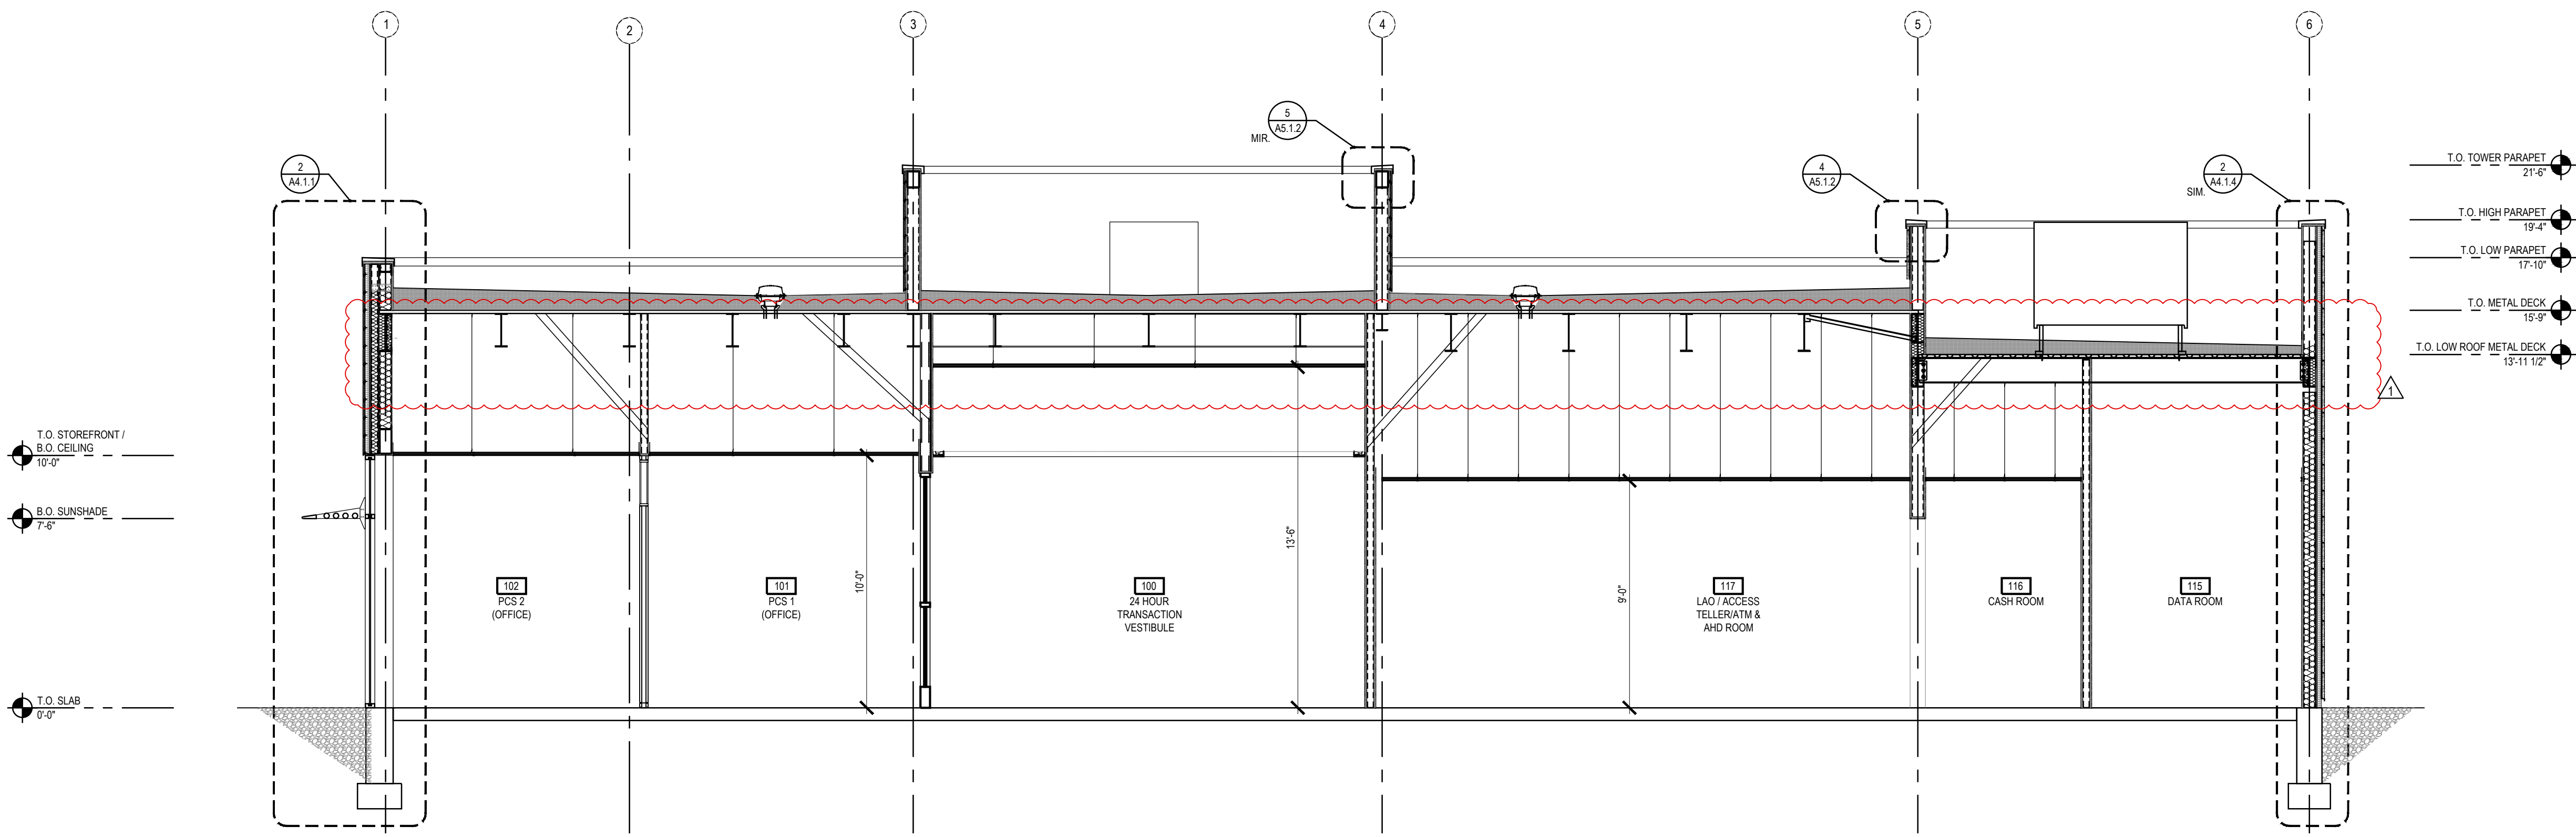 1
2
3
4
5
6
5
A5.1.2
MIR.
2
A4.1.1
4
A5.1.2
2
A4.1.4
SIM.
T.O. TOWER PARAPET
21'-6"
T.O. HIGH PARAPET
19'-4"
T.O. LOW PARAPET
17'-10"
T.O. METAL DECK
15'-9"
T.O. LOW ROOF METAL DECK
13'-11 1/2"
1
T.O. STOREFRONT /
B.O. CEILING
10'-0"
B.O. SUNSHADE
7'-6"
T.O. SLAB
0'-0"
102
PCS 2
(OFFICE)
101
PCS 1
(OFFICE)
10'-0"
100
24 HOUR
TRANSACTION
VESTIBULE
13'-6"
9'-0"
117
LAO / ACCESS
TELLER/ATM &
AHD ROOM
116
CASH ROOM
115
DATA ROOM